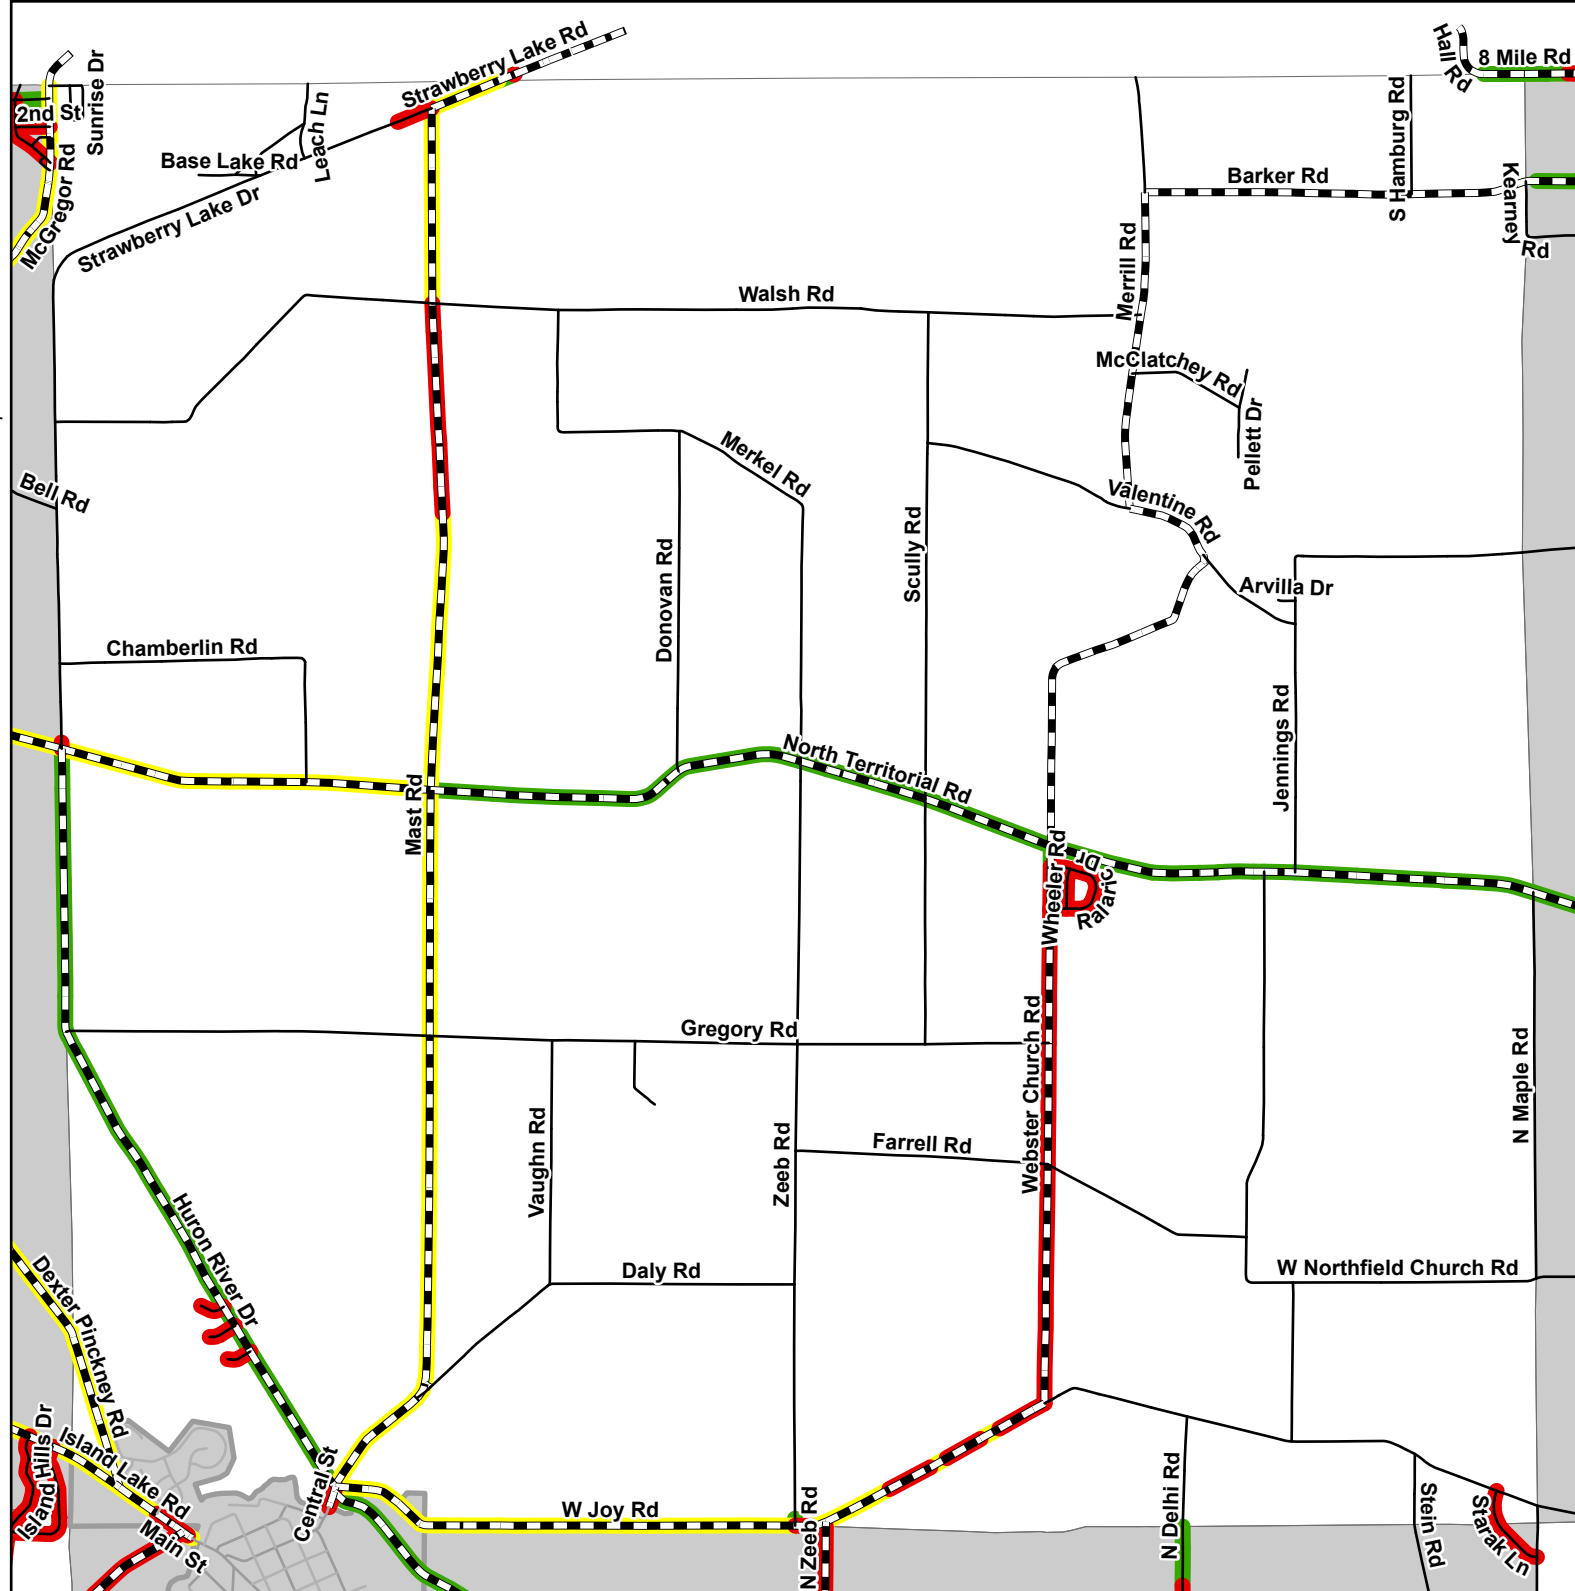 Strawberry Lake Rd
Hall Rd
8 Mile Rd
Sunrise Dr
2nd St
Leach Ln
Base Lake Rd
S Hamburg Rd
Barker Rd
Kearney
Rd
McGregor Rd
Strawberry Lake Dr
Merrill Rd
Walsh Rd
McClatchey Rd
Pellett Dr
Merkel Rd
Bell Rd
Valentine Rd
Scully Rd
Donovan Rd
Arvilla Dr
Chamberlin Rd
Jennings Rd
North Territorial Rd
Mast Rd
Wheeler Rd
Ralaric Dr
Gregory Rd
Webster Church Rd
N Maple Rd
Vaughn Rd
Zeeb Rd
Farrell Rd
Huron River Dr
Daly Rd
W Northfield Church Rd
Dexter Pinckney Rd
Island Hills Dr
Island Lake Rd
Central St
W Joy Rd
N Zeeb Rd
N Delhi Rd
Stein Rd
Starak Ln
Main St